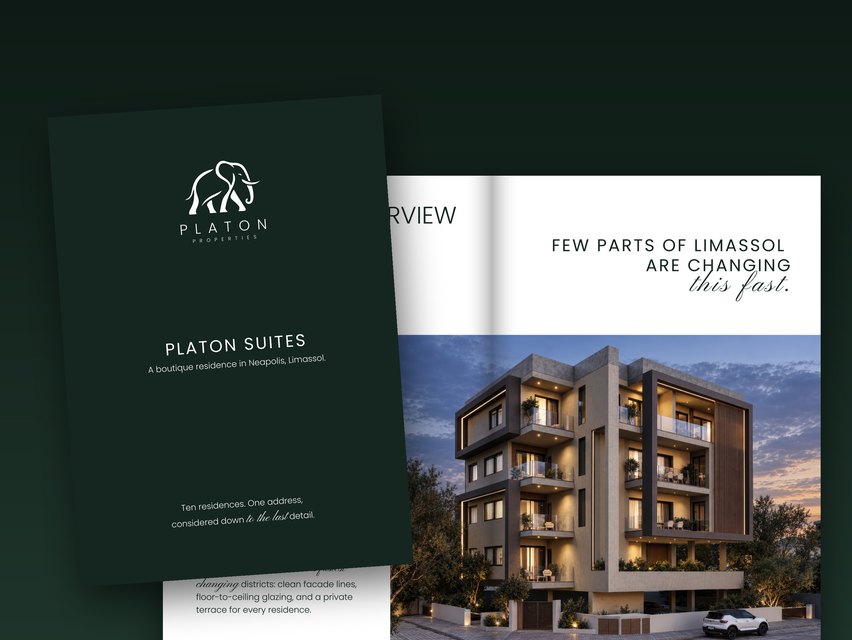 PLATON
PROPERTIES
PLATON SUITES
A boutique residence in Neapolis, Limassol.
Ten residences. One address,
considered down to the last detail.
RVIEW
FEW PARTS OF LIMASSOL
ARE CHANGING
this fast.
changing districts: clean facade lines,
floor-to-ceiling glazing, and a private
terrace for every residence.